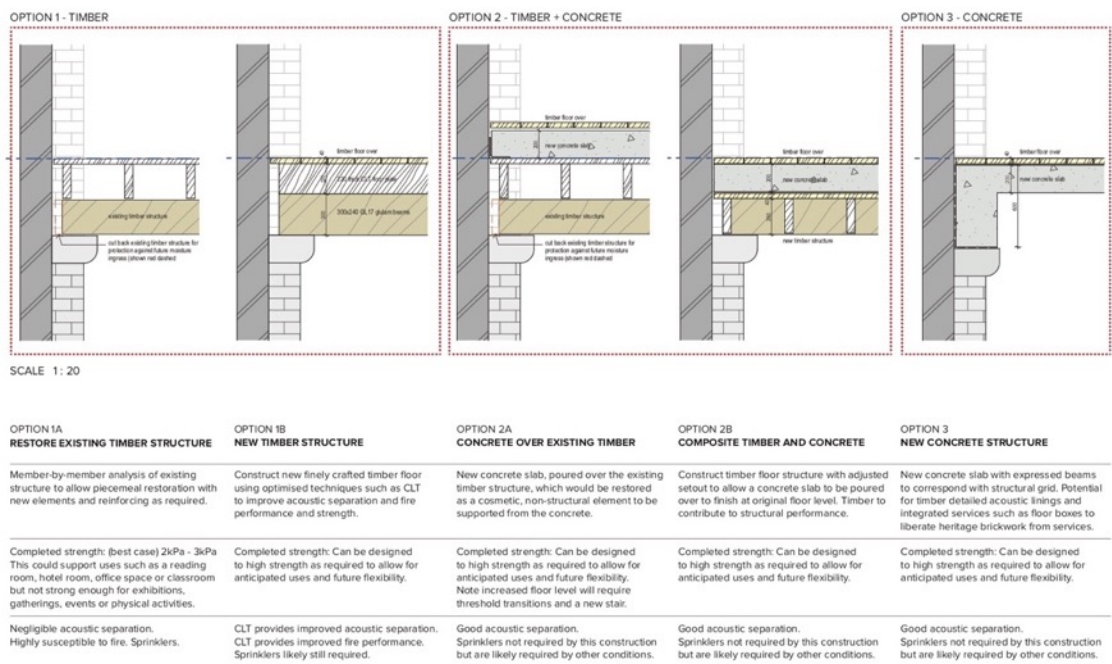 OPTION 1 - TIMBER
OPTION 2 - TIMBER + CONCRETE
OPTION 3 - CONCRETE
timber floor over
existing timber structure
cut back existing timber structure for
protection against future moisture
ingress (shown red dashed
timber floor over
300x240 GL17 glulam beams
timber floor over
new concrete slab
existing timber structure
cut back existing timber structure for
protection against future moisture
ingress (shown red dashed
timber floor over
new concrete slab
new timber structure
timber floor over
new concrete slab
SCALE 1 : 20
OPTION 1A
RESTORE EXISTING TIMBER STRUCTURE
Member-by-member analysis of existing
structure to allow piecemeal restoration with
new elements and reinforcing as required.
Completed strength: (best case) 2kPa - 3kPa
This could support uses such as a reading
room, hotel room, office space or classroom
but not strong enough for exhibitions,
gatherings, events or physical activities.
Negligible acoustic separation.
Highly susceptible to fire. Sprinklers.
OPTION 1B
NEW TIMBER STRUCTURE
Construct new finely crafted timber floor
using optimised techniques such as CLT
to improve acoustic separation and fire
performance and strength.
Completed strength: Can be designed
to high strength as required to allow for
anticipated uses and future flexibility.
CLT provides improved acoustic separation.
CLT provides improved fire performance.
Sprinklers likely still required.
OPTION 2A
CONCRETE OVER EXISTING TIMBER
New concrete slab, poured over the existing
timber structure, which would be restored
as a cosmetic, non-structural element to be
supported from the concrete.
Completed strength: Can be designed
to high strength as required to allow for
anticipated uses and future flexibility.
Note increased floor level will require
threshold transitions and a new stair.
Good acoustic separation.
Sprinklers not required by this construction
but are likely required by other conditions.
OPTION 2B
COMPOSITE TIMBER AND CONCRETE
Construct timber floor structure with adjusted
setout to allow a concrete slab to be poured
over to finish at original floor level. Timber to
contribute to structural performance.
Completed strength: Can be designed
to high strength as required to allow for
anticipated uses and future flexibility.
Good acoustic separation.
Sprinklers not required by this construction
but are likely required by other conditions.
OPTION 3
NEW CONCRETE STRUCTURE
New concrete slab with expressed beams
to correspond with structural grid. Potential
for timber detailed acoustic linings and
integrated services such as floor boxes to
liberate heritage brickwork from services.
Completed strength: Can be designed
to high strength as required to allow for
anticipated uses and future flexibility.
Good acoustic separation.
Sprinklers not required by this construction
but are likely required by other conditions.